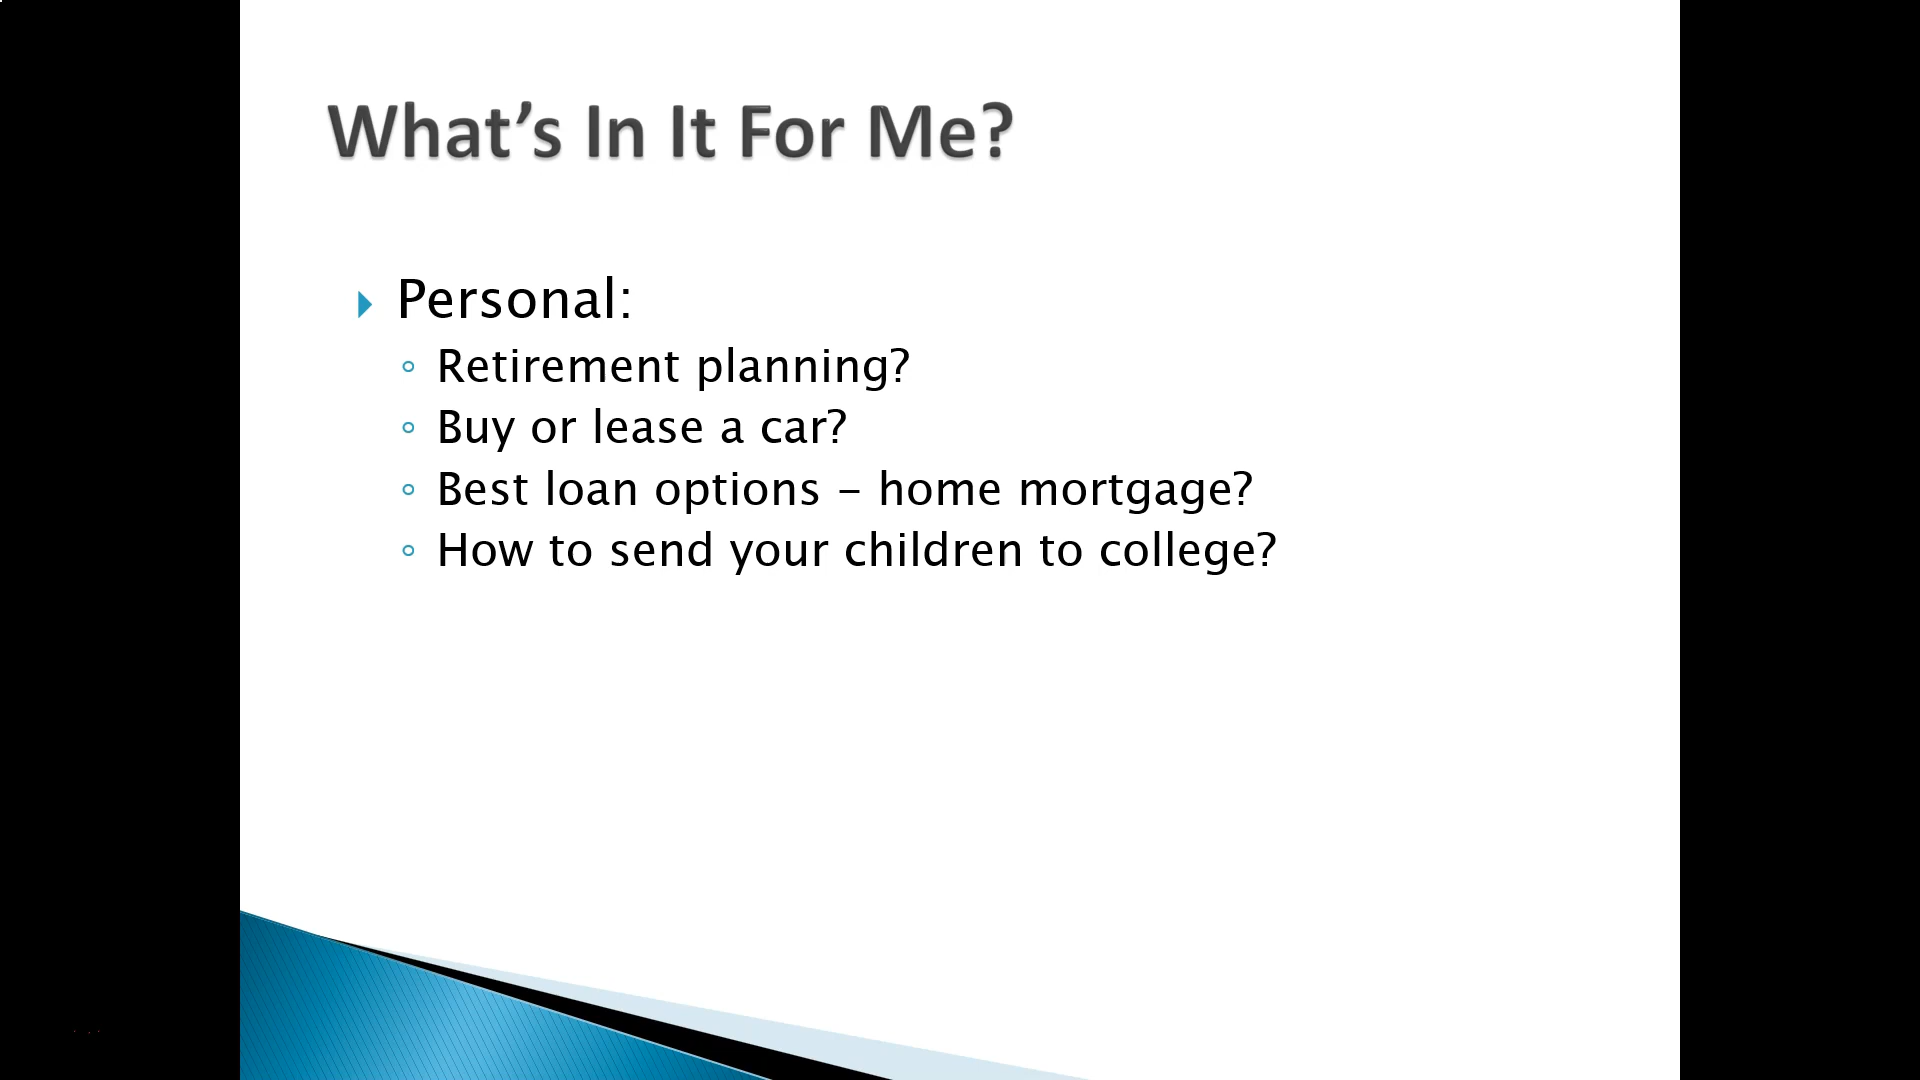 What’s In It For Me?
Personal:
Retirement planning?
Buy or lease a car?
Best loan options – home mortgage?
How to send your children to college?